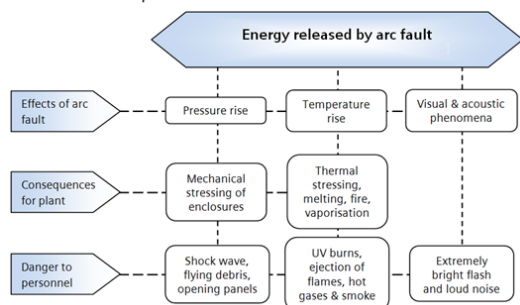 Energy released by arc fault
Effects of arc
fault
Pressure rise
Temperature
rise
Visual & acoustic
phenomena
Consequences
for plant
Mechanical
stressing of
enclosures
Thermal
stressing,
melting, fire,
vaporisation
Danger to
personnel
Shock wave,
flying debris,
opening panels
UV burns,
ejection of
flames, hot
gases & smoke
Extremely
bright flash
and loud noise